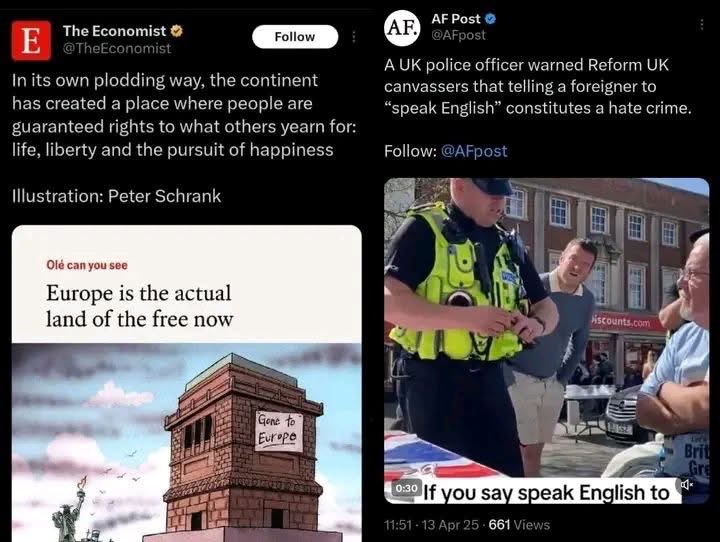 E
The Economist
@TheEconomist
Follow
In its own plodding way, the continent
has created a place where people are
guaranteed rights to what others yearn for:
life, liberty and the pursuit of happiness
Illustration: Peter Schrank
Olé can you see
Europe is the actual
land of the free now
Gone to
Europe
AF.
AF Post
@AFpost
A UK police officer warned Reform UK
canvassers that telling a foreigner to
“speak English” constitutes a hate crime.
Follow: @AFpost
iscounts.com
Brit
Gre
0:30
If you say speak English to
11:51 · 13 Apr 25 · 661 Views